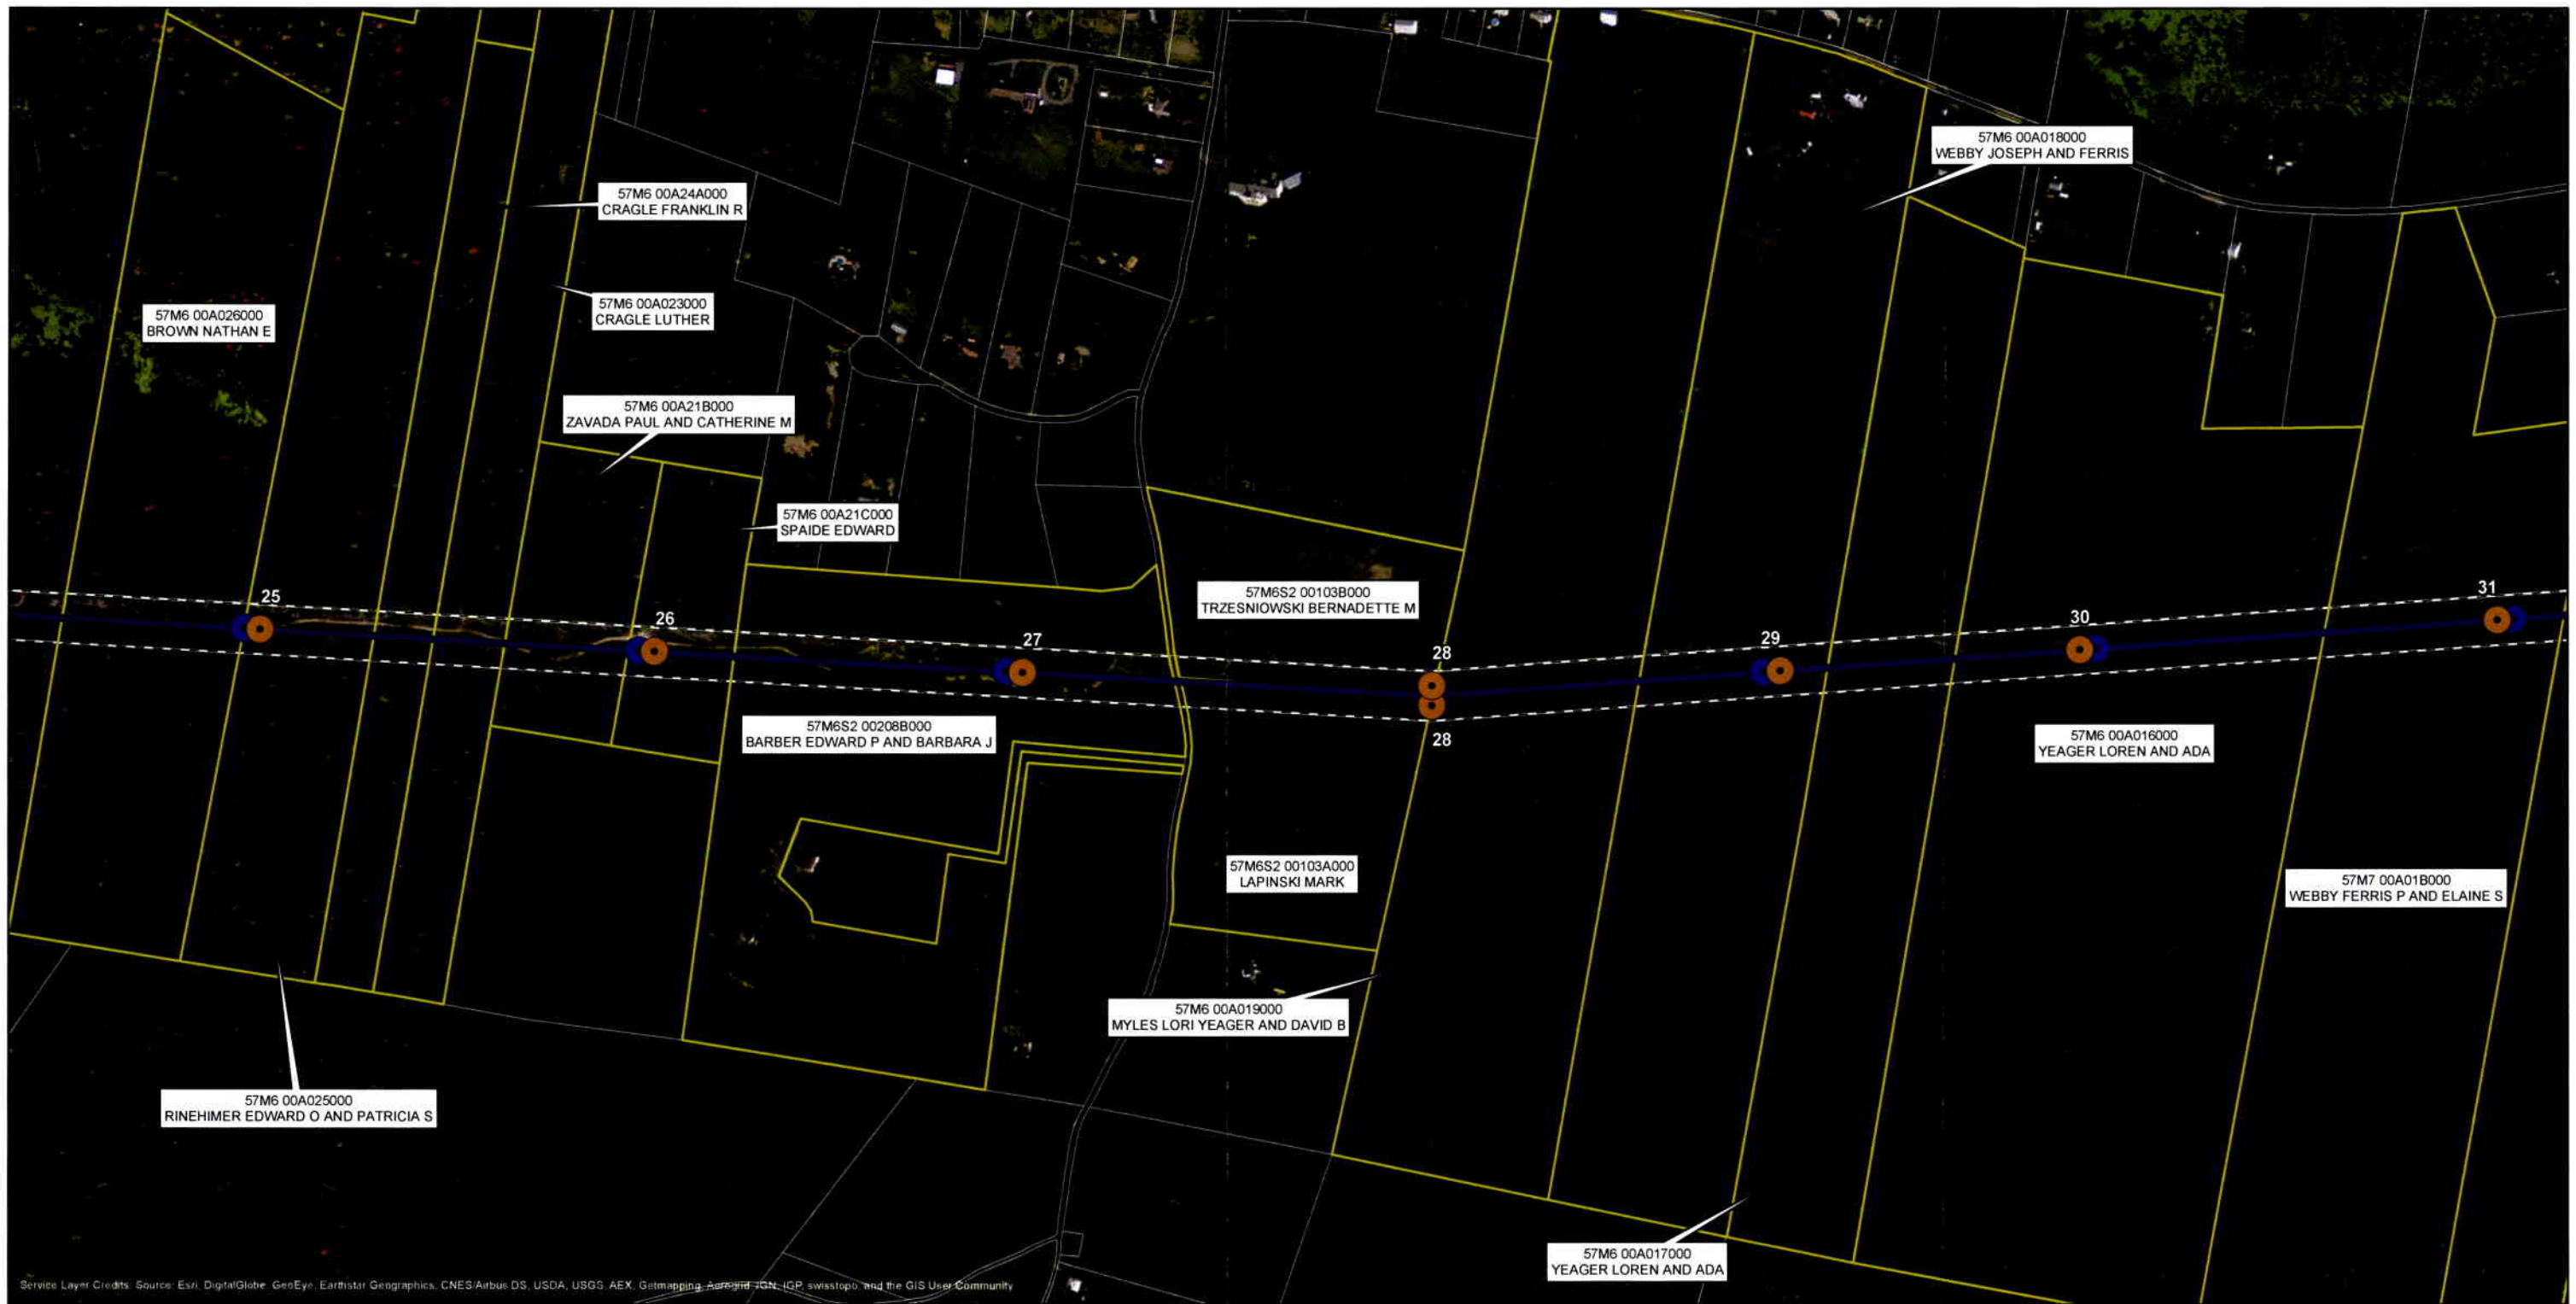 57M6 00A018000
WEBBY JOSEPH AND FERRIS
57M6 00A24A000
CRAGLE FRANKLIN R
57M6 00A023000
CRAGLE LUTHER
57M6 00A026000
BROWN NATHAN E
57M6 00A21B000
ZAVADA PAUL AND CATHERINE M
57M6 00A21C000
SPAIDE EDWARD
57M6S2 00103B000
TRZESNIOWSKI BERNADETTE M
25
26
27
28
29
30
31
28
57M6S2 00208B000
BARBER EDWARD P AND BARBARA J
57M6 00A016000
YEAGER LOREN AND ADA
57M6S2 00103A000
LAPINSKI MARK
57M7 00A01B000
WEBBY FERRIS P AND ELAINE S
57M6 00A019000
MYLES LORI YEAGER AND DAVID B
57M6 00A025000
RINEHIMER EDWARD O AND PATRICIA S
57M6 00A017000
YEAGER LOREN AND ADA
Service Layer Credits: Source: Esri, DigitalGlobe, GeoEye, Earthstar Geographics, CNES/Airbus DS, USDA, USGS, AEX, Getmapping, Aerogrid, IGN, IGP, swisstopo, and the GIS User Community